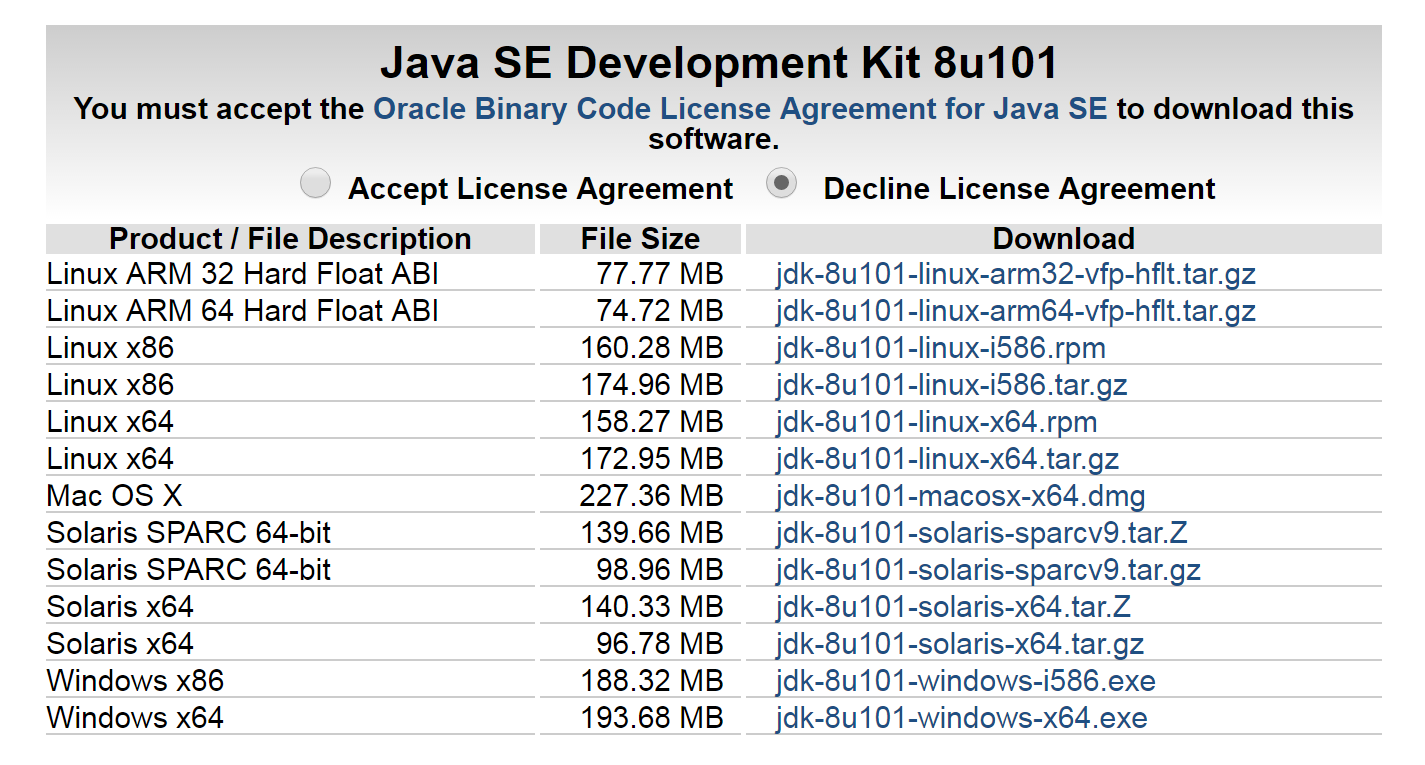 Java SE Development Kit 8u101
You must accept the Oracle Binary Code License Agreement for Java SE to download this
software.
Accept License Agreement Decline License Agreement
Product / File Description File Size Download
Linux ARM 32 Hard Float ABI 77.77 MB jdk-8u101-linux-arm32-vfp-hflt.tar.gz
Linux ARM 64 Hard Float ABI 74.72 MB jdk-8u101-linux-arm64-vfp-hflt.tar.gz
Linux x86 160.28 MB jdk-8u101-linux-i586.rpm
Linux x86 174.96 MB jdk-8u101-linux-i586.tar.gz
Linux x64 158.27 MB jdk-8u101-linux-x64.rpm
Linux x64 172.95 MB jdk-8u101-linux-x64.tar.gz
Mac OS X 227.36 MB jdk-8u101-macosx-x64.dmg
Solaris SPARC 64-bit 139.66 MB jdk-8u101-solaris-sparcv9.tar.Z
Solaris SPARC 64-bit 98.96 MB jdk-8u101-solaris-sparcv9.tar.gz
Solaris x64 140.33 MB jdk-8u101-solaris-x64.tar.Z
Solaris x64 96.78 MB jdk-8u101-solaris-x64.tar.gz
Windows x86 188.32 MB jdk-8u101-windows-i586.exe
Windows x64 193.68 MB jdk-8u101-windows-x64.exe